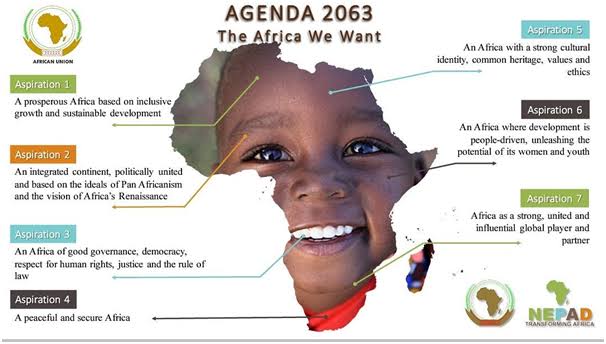 AGENDA 2063
The Africa We Want
AFRICAN UNION
Aspiration 1
A prosperous Africa based on inclusive
growth and sustainable development
Aspiration 2
An integrated continent, politically united
and based on the ideals of Pan Africanism
and the vision of Africa's Renaissance
Aspiration 3
An Africa of good governance, democracy,
respect for human rights, justice and the rule of
law
Aspiration 4
A peaceful and secure Africa
Aspiration 5
An Africa with a strong cultural
identity, common heritage, values and
ethics
Aspiration 6
An Africa where development is
people-driven, unleashing the
potential of its women and youth
Aspiration 7
Africa as a strong, united and
influential global player and
partner
NEPAD
TRANSFORMING AFRICA